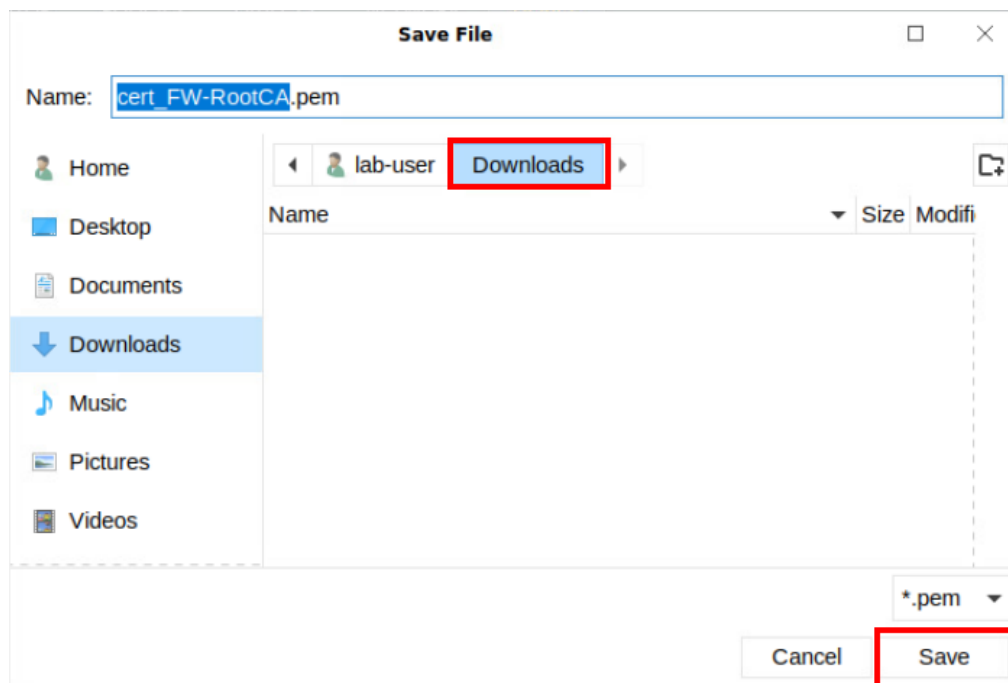 Save File
Name: cert_FW-RootCA.pem
Home
Desktop
Documents
Downloads
Music
Pictures
Videos
lab-user Downloads
Name Size Modifi
*.pem
Cancel Save